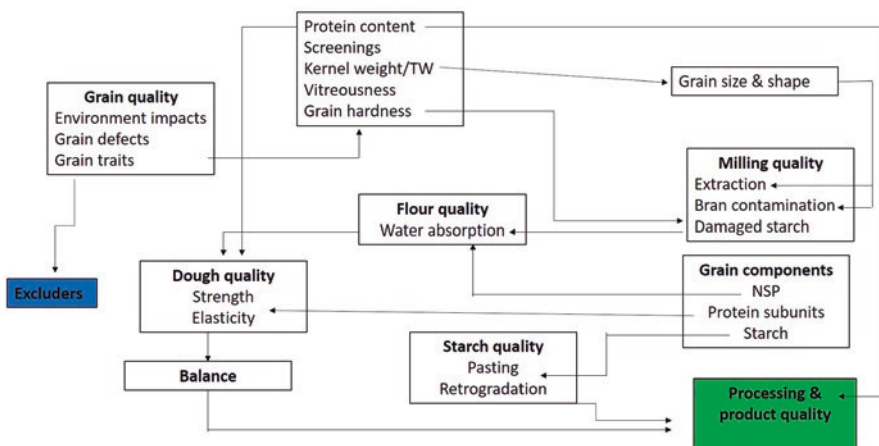 Protein content
Screenings
Kernel weight/TW
Vitreousness
Grain hardness
Grain size & shape
Grain quality
Environment impacts
Grain defects
Grain traits
Milling quality
Extraction
Bran contamination
Damaged starch
Flour quality
Water absorption
Excluders
Dough quality
Strength
Elasticity
Grain components
NSP
Protein subunits
Starch
Balance
Starch quality
Pasting
Retrogradation
Processing &
product quality